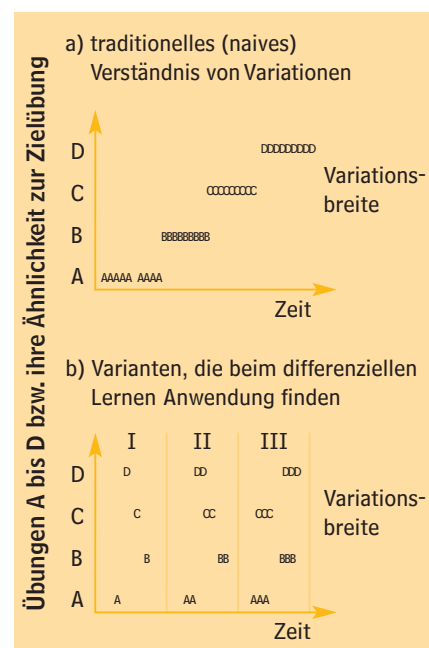 Übungen A bis D bzw. ihre Ähnlichkeit zur Zielübung
a) traditionelles (naives)
Verständnis von Variationen
D DDDDDDDDD
Variations-
breite
C CCCCCCCCC
B BBBBBBBBB
A AAAAA AAAA
Zeit
b) Varianten, die beim differenziellen
Lernen Anwendung finden
I II III
D D DD DDD
Variations-
breite
C C CC CCC
B B BB BBB
A A AA AAA
Zeit